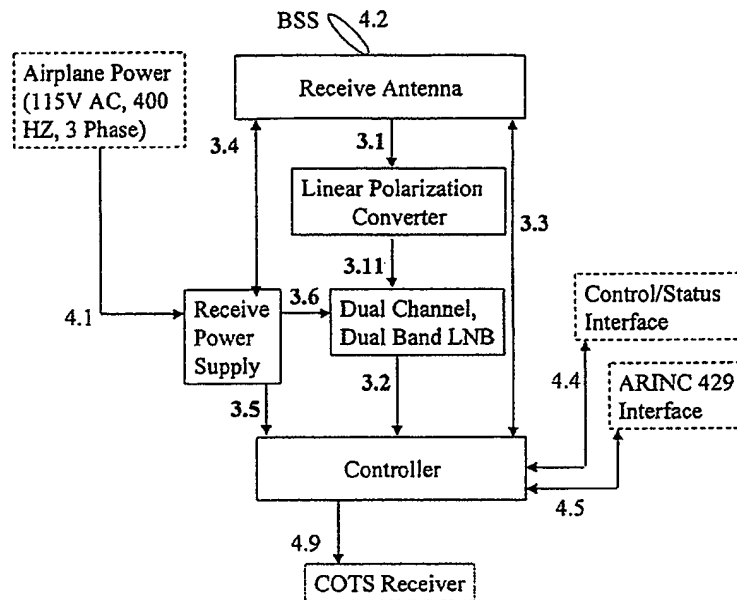 BSS
4.2
Airplane Power
(115V AC, 400
HZ, 3 Phase)
Receive Antenna
3.4
3.1
Linear Polarization
Converter
3.3
3.11
4.1
Receive
Power
Supply
3.6
Dual Channel,
Dual Band LNB
Control/Status
Interface
3.2
4.4
ARINC 429
Interface
3.5
Controller
4.5
4.9
COTS Receiver